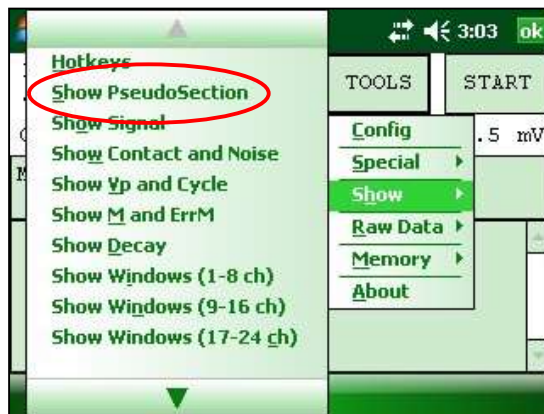 3:03 ok
Hotkeys
Show PseudoSection
Show Signal
Show Contact and Noise
Show Vp and Cycle
Show M and ErrM
Show Decay
Show Windows (1-8 ch)
Show Windows (9-16 ch)
Show Windows (17-24 ch)
TOOLS
START
.5 mV
Config
Special
Show
Raw Data
Memory
About